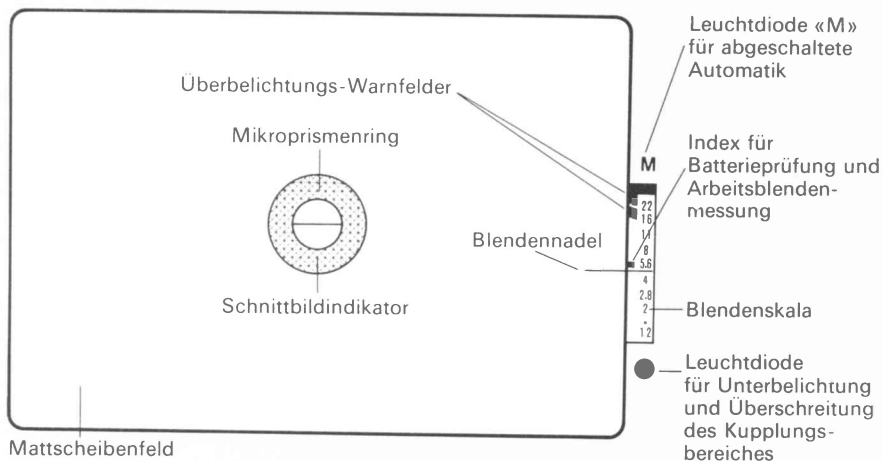 Leuchtdiode «M»
für abgeschaltete
Automatik
Überbelichtungs-Warnfelder
Mikroprismenring
Index für
Batterieprüfung und
Arbeitsblenden-
messung
M
22
16
11
8
5.6
4
2.8
2
•
1.2
Blendennadel
Schnittbildindikator
Blendenskala
Leuchtdiode
für Unterbelichtung
und Überschreitung
des Kupplungs-
bereiches
Mattscheibenfeld